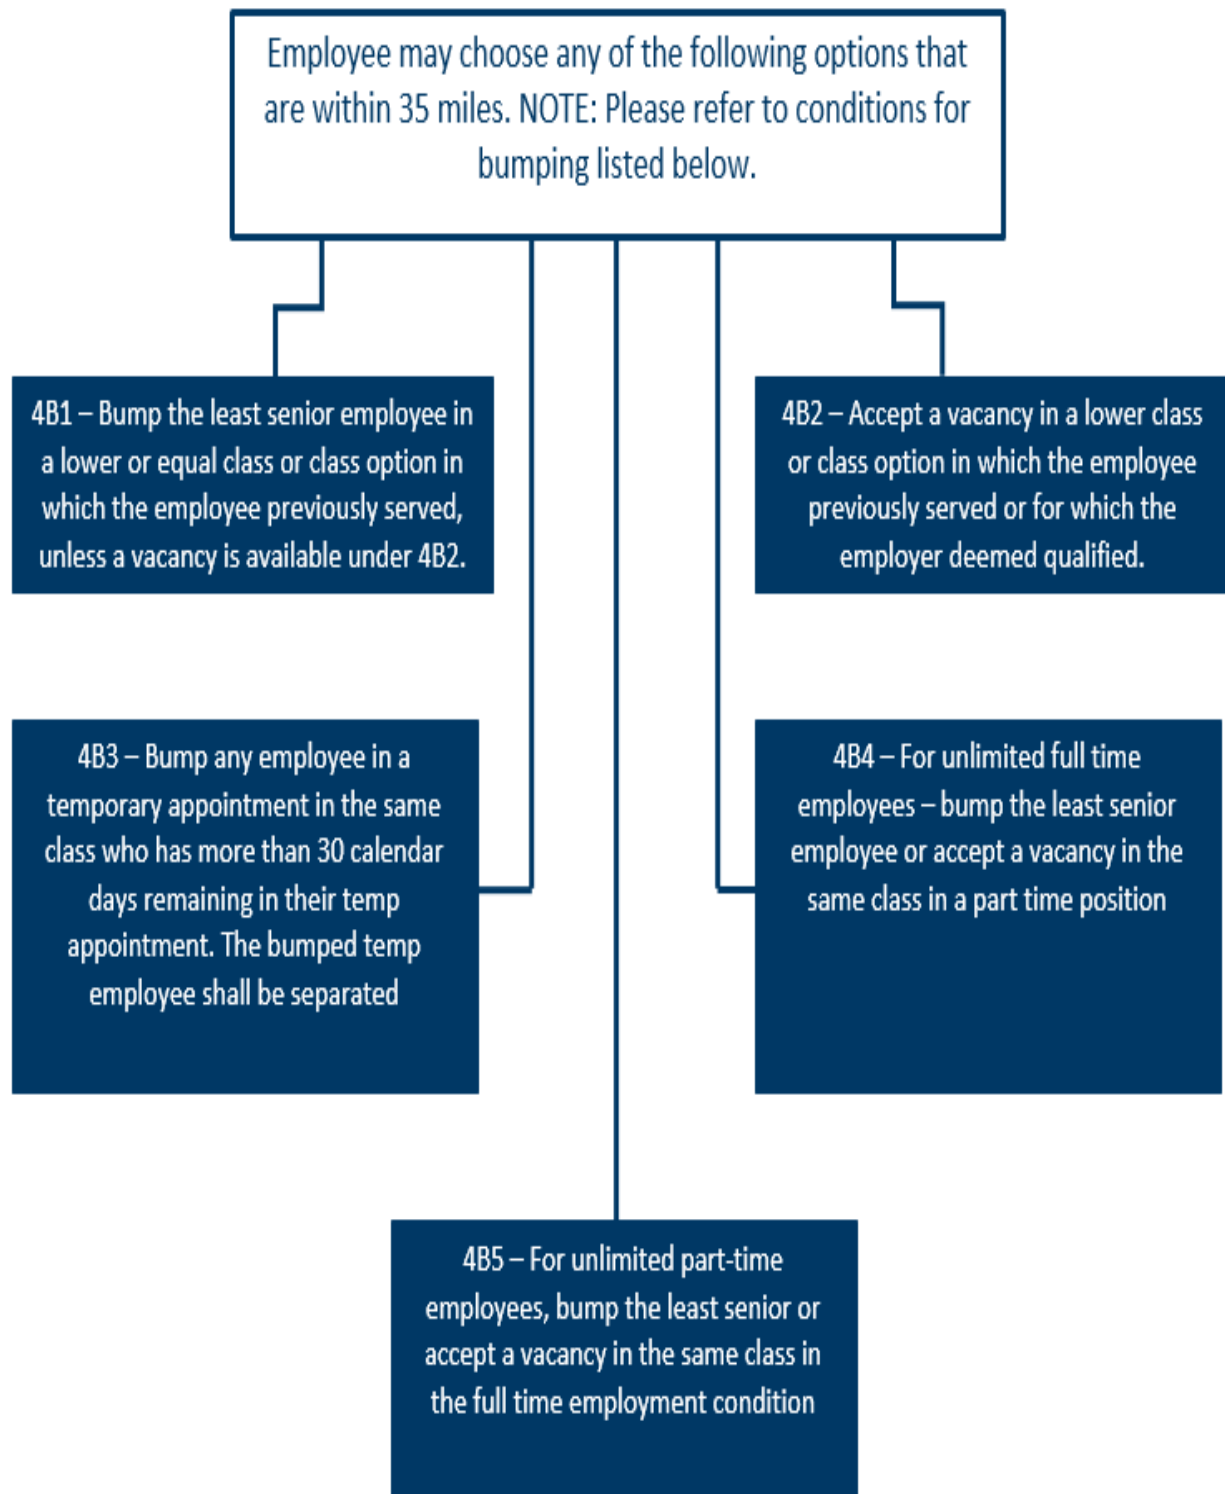 Employee may choose any of the following options that
are within 35 miles. NOTE: Please refer to conditions for
bumping listed below.
4B1 – Bump the least senior employee in
a lower or equal class or class option in
which the employee previously served,
unless a vacancy is available under 4B2.
4B2 – Accept a vacancy in a lower class
or class option in which the employee
previously served or for which the
employer deemed qualified.
4B3 – Bump any employee in a
temporary appointment in the same
class who has more than 30 calendar
days remaining in their temp
appointment. The bumped temp
employee shall be separated
4B4 – For unlimited full time
employees – bump the least senior
employee or accept a vacancy in the
same class in a part time position
4B5 – For unlimited part-time
employees, bump the least senior or
accept a vacancy in the same class in
the full time employment condition